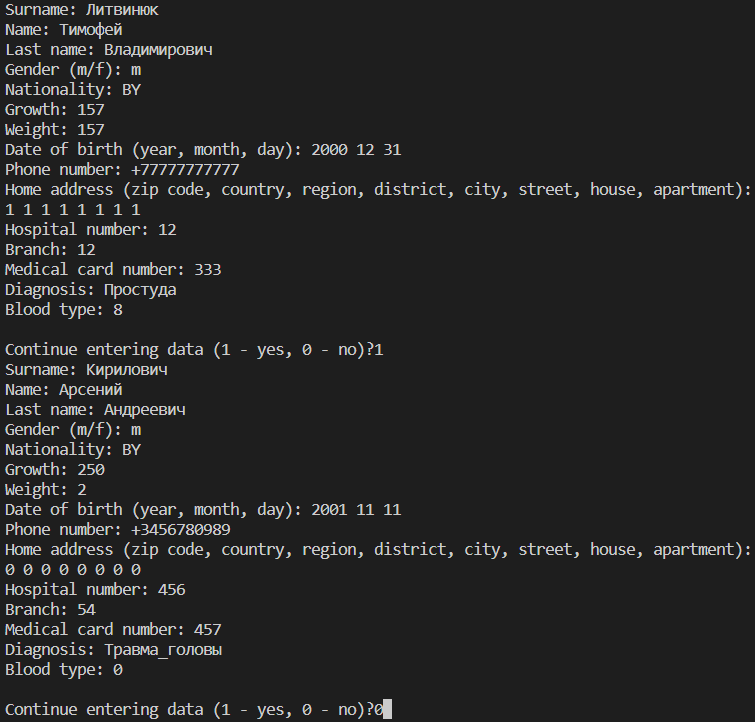 Surname: Литвинюк
Name: Тимофей
Last name: Владимирович
Gender (m/f): m
Nationality: BY
Growth: 157
Weight: 157
Date of birth (year, month, day): 2000 12 31
Phone number: +77777777777
Home address (zip code, country, region, district, city, street, house, apartment):
1 1 1 1 1 1 1 1
Hospital number: 12
Branch: 12
Medical card number: 333
Diagnosis: Простуда
Blood type: 8
Continue entering data (1 - yes, 0 - no)?1
Surname: Кирилович
Name: Арсений
Last name: Андреевич
Gender (m/f): m
Nationality: BY
Growth: 250
Weight: 2
Date of birth (year, month, day): 2001 11 11
Phone number: +3456780989
Home address (zip code, country, region, district, city, street, house, apartment):
0 0 0 0 0 0 0 0
Hospital number: 456
Branch: 54
Medical card number: 457
Diagnosis: Травма_головы
Blood type: 0
Continue entering data (1 - yes, 0 - no)?0